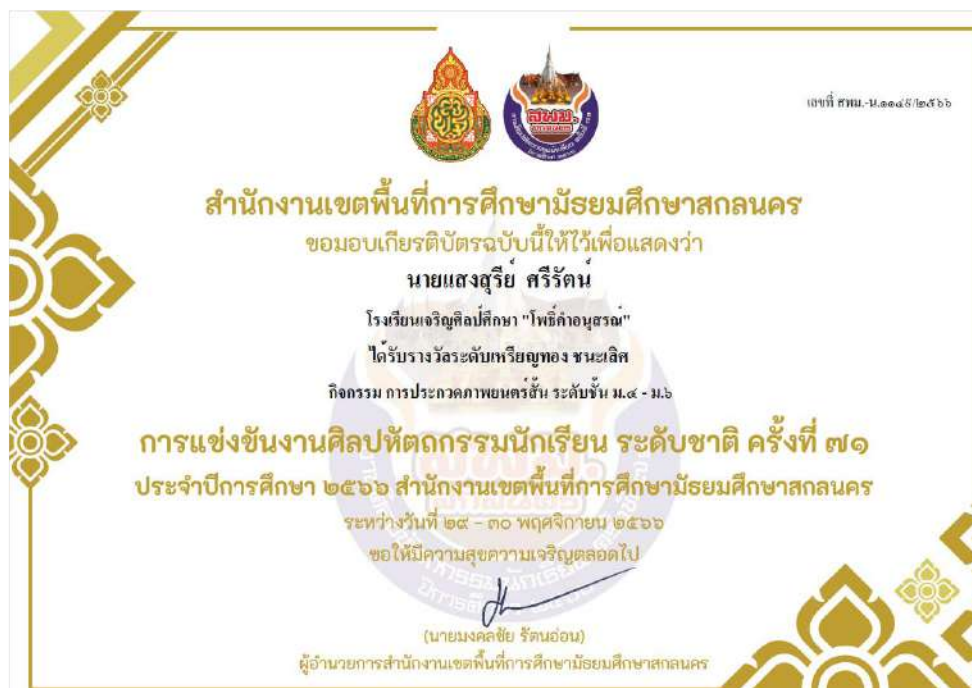 เลขที่ สพม.-น.๑๑๔๕/๒๕๖๖
สพม.
สกลนคร
สำนักงานเขตพื้นที่การศึกษามัธยมศึกษาสกลนคร
ขอมอบเกียรติบัตรฉบับนี้ให้ไว้เพื่อแสดงว่า
นายแสงสุรีย์ ศรีรัตน์
โรงเรียนเจริญศิลป์ศึกษา "โพธิ์คำอนุสรณ์"
ได้รับรางวัลระดับเหรียญทอง ชนะเลิศ
กิจกรรม การประกวดภาพยนตร์สั้น ระดับชั้น ม.๔ - ม.๖
การแข่งขันงานศิลปหัตถกรรมนักเรียน ระดับชาติ ครั้งที่ ๗๑
ประจำปีการศึกษา ๒๕๖๖ สำนักงานเขตพื้นที่การศึกษามัธยมศึกษาสกลนคร
ระหว่างวันที่ ๒๙ - ๓๐ พฤศจิกายน ๒๕๖๖
ขอให้มีความสุขความเจริญตลอดไป
(นายมงคลชัย รัตนอ่อน)
ผู้อำนวยการสำนักงานเขตพื้นที่การศึกษามัธยมศึกษาสกลนคร